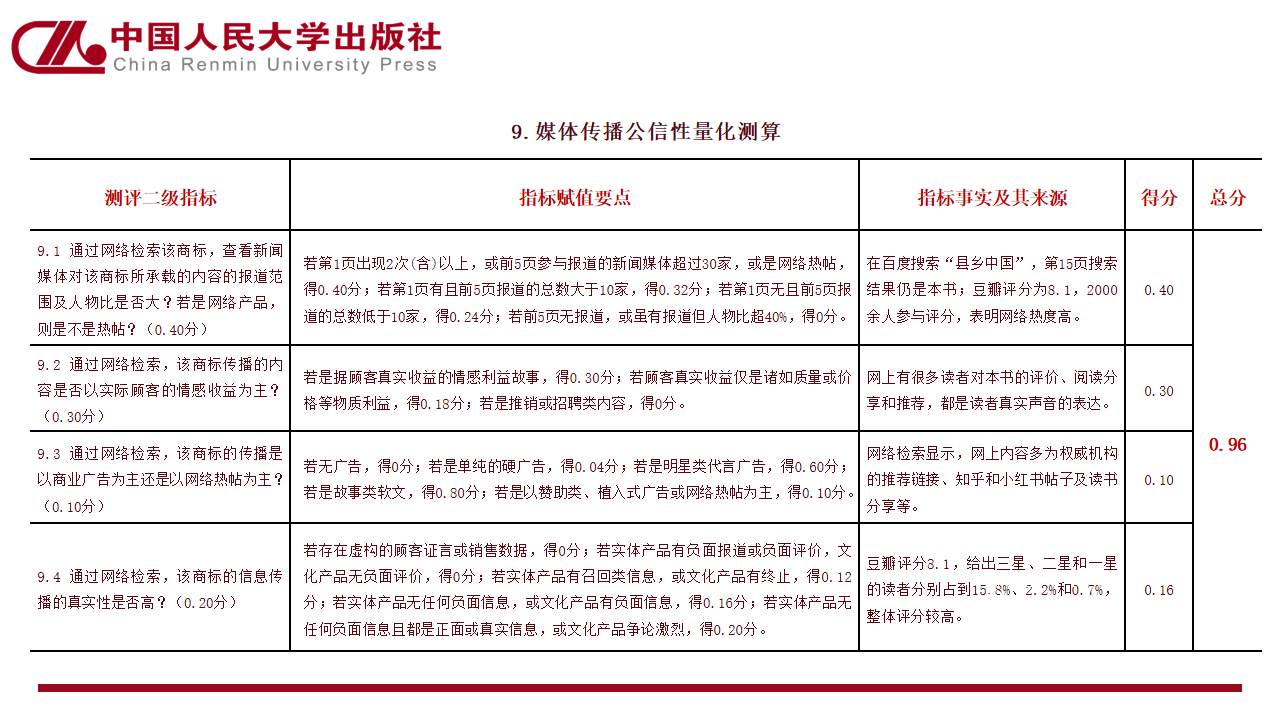 中国人民大学出版社
China Renmin University Press
9.媒体传播公信性量化测算
测评二级指标
指标赋值要点
指标事实及其来源
得分
总分
9.1 通过网络检索该商标，查看新闻
媒体对该商标所承载的内容的报道范
围及人物比是否大？若是网络产品，
则是不是热帖？（0.40分）
若第1页出现2次(含)以上，或前5页参与报道的新闻媒体超过30家，或是网络热帖，
得0.40分；若第1页有且前5页报道的总数大于10家，得0.32分；若第1页无且前5页报
道的总数低于10家，得0.24分；若前5页无报道，或虽有报道但人物比超40%，得0分。
在百度搜索“县乡中国”，第15页搜索
结果仍是本书；豆瓣评分为8.1，2000
余人参与评分，表明网络热度高。
0.40
9.2 通过网络检索，该商标传播的内
容是否以实际顾客的情感收益为主？
（0.30分）
若是据顾客真实收益的情感利益故事，得0.30分；若顾客真实收益仅是诸如质量或价
格等物质利益，得0.18分；若是推销或招聘类内容，得0分。
网上有很多读者对本书的评价、阅读分
享和推荐，都是读者真实声音的表达。
0.30
9.3 通过网络检索，该商标的传播是
以商业广告为主还是以网络热帖为主？
（0.10分）
若无广告，得0分；若是单纯的硬广告，得0.04分；若是明星类代言广告，得0.60分；
若是故事类软文，得0.80分；若是以赞助类、植入式广告或网络热帖为主，得0.10分。
网络检索显示，网上内容多为权威机构
的推荐链接、知乎和小红书帖子及读书
分享等。
0.10
9.4 通过网络检索，该商标的信息传
播的真实性是否高？（0.20分）
若存在虚构的顾客证言或销售数据，得0分；若实体产品有负面报道或负面评价，文
化产品无负面评价，得0分；若实体产品有召回类信息，或文化产品有终止，得0.12
分；若实体产品无任何负面信息，或文化产品有负面信息，得0.16分；若实体产品无
任何负面信息且都是正面或真实信息，或文化产品争论激烈，得0.20分。
豆瓣评分8.1，给出三星、二星和一星
的读者分别占到15.8%、2.2%和0.7%，
整体评分较高。
0.16
0.96